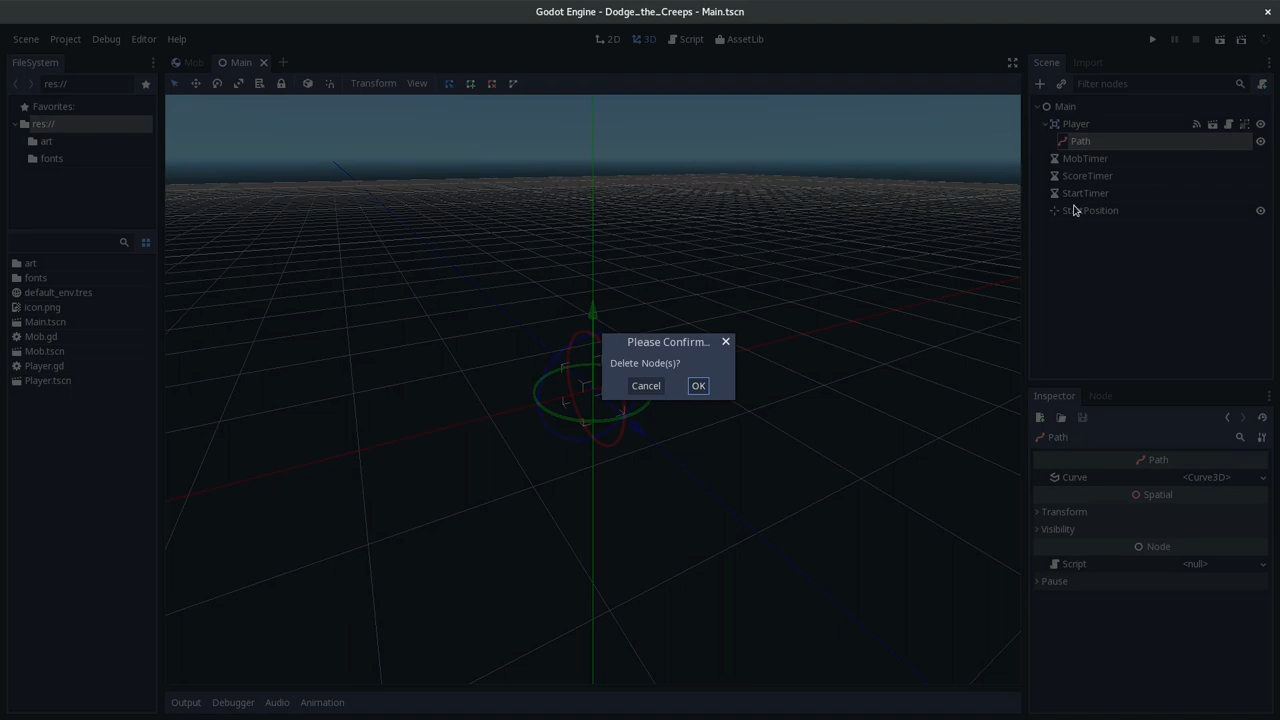 Godot Engine - Dodge_the_Creeps - Main.tscn
Scene Project Debug Editor Help
2D 3D Script AssetLib
FileSystem
res://
Favorites:
res://
art
fonts
art
fonts
default_env.tres
icon.png
Main.tscn
Mob.gd
Mob.tscn
Player.gd
Player.tscn
Mob Main
Transform View
Please Confirm...
Delete Node(s)?
Cancel OK
Output Debugger Audio Animation
Scene Import
Filter nodes
Main
Player
Path
MobTimer
ScoreTimer
StartTimer
StartPosition
Inspector Node
Path
Path
Curve <Curve3D>
Spatial
Transform
Visibility
Node
Script <null>
Pause